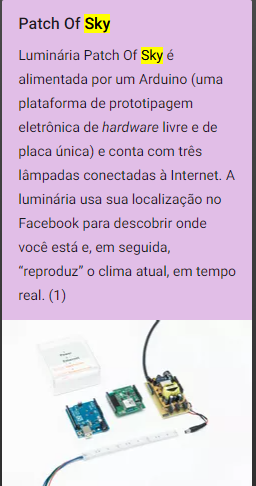 Patch Of Sky
Luminária Patch Of Sky é
alimentada por um Arduino (uma
plataforma de prototipagem
eletrônica de hardware livre e de
placa única) e conta com três
lâmpadas conectadas à Internet. A
luminária usa sua localização no
Facebook para descobrir onde
você está e, em seguida,
“reproduz” o clima atual, em tempo
real. (1)